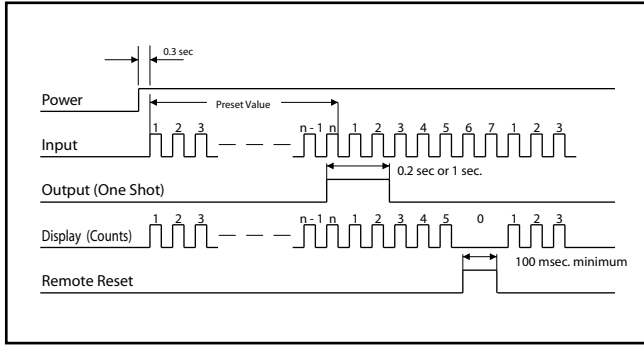 0.3 sec
Power
Preset Value
1 2 3 n - 1 n 1 2 3 4 5 6 7 1 2 3
Input
0.2 sec or 1 sec.
Output (One Shot)
1 2 3 n - 1 n 1 2 3 4 5 0 1 2 3
Display (Counts)
100 msec. minimum
Remote Reset